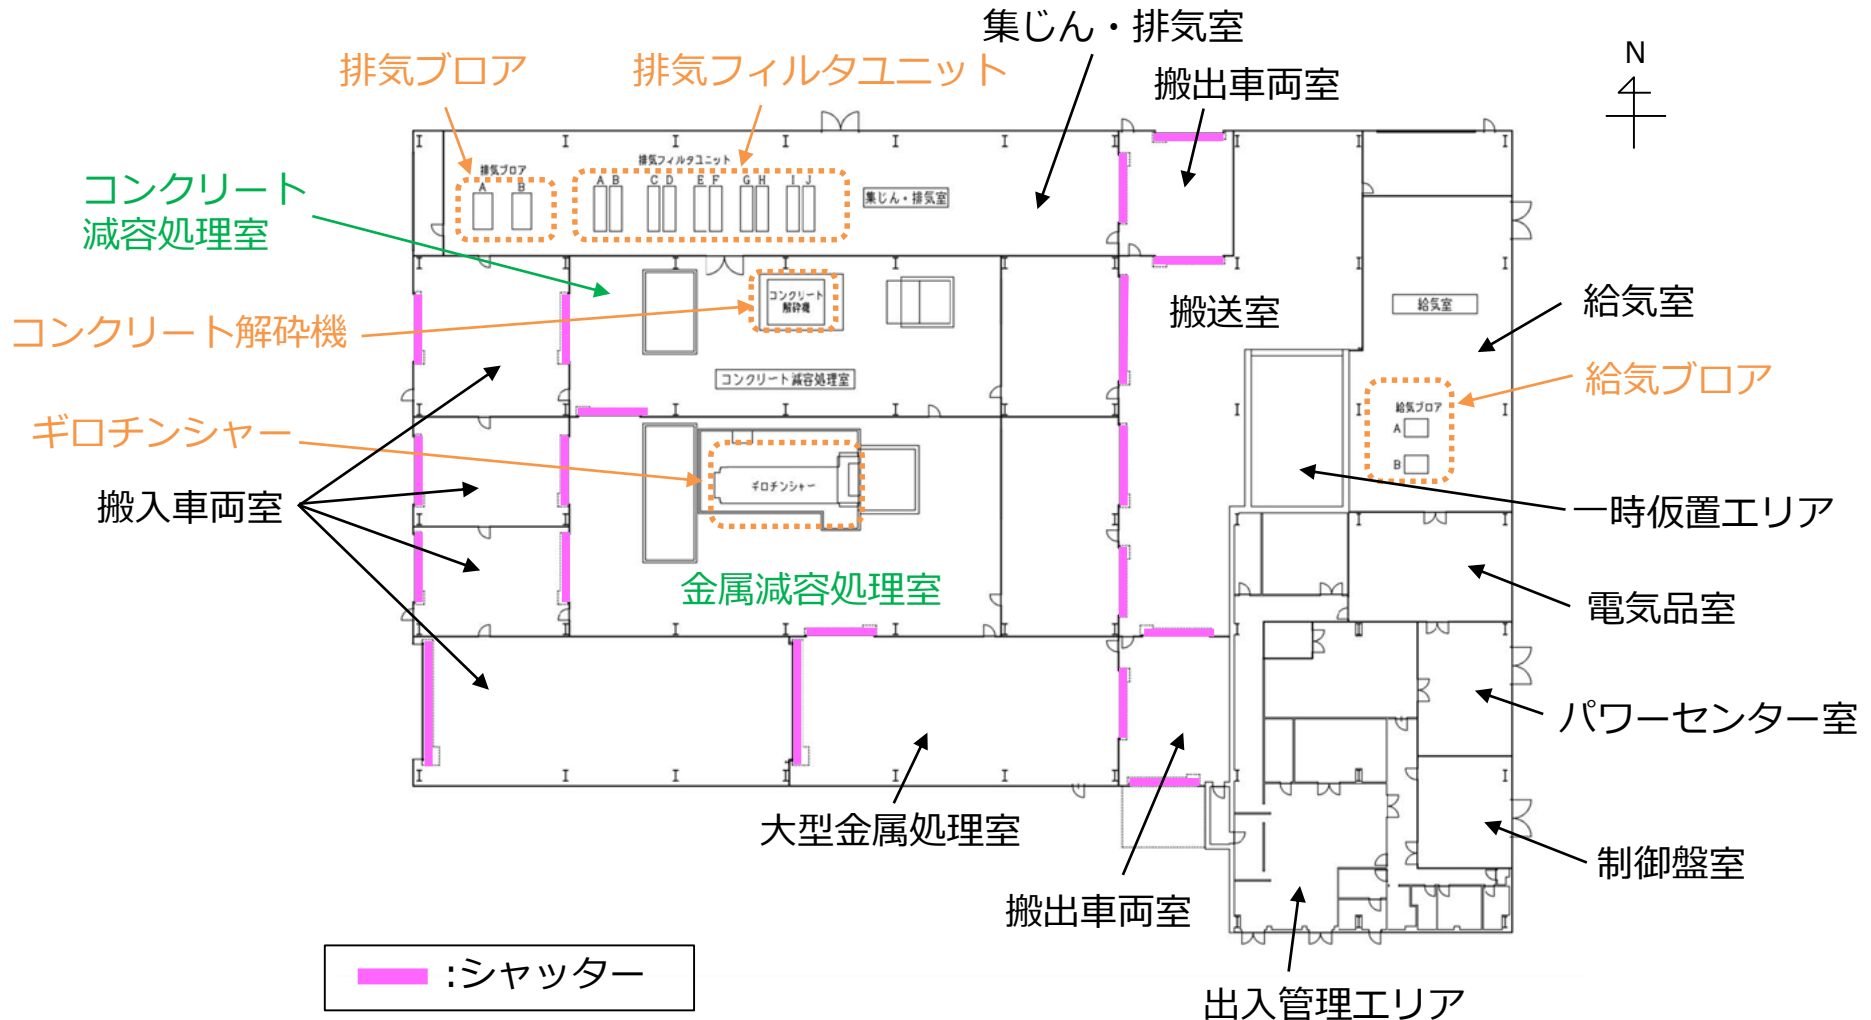 集じん・排気室
N
排気ブロア
排気フィルタユニット
搬出車両室
排気フィルタユニット
排気ブロア
A B
A B C D E F G H I J
集じん・排気室
コンクリート
減容処理室
コンクリート
解砕機
給気室
給気室
搬送室
コンクリート解砕機
コンクリート減容処理室
給気ブロア
給気ブロア
A
B
ギロチンシャー
ギロチンシャー
搬入車両室
一時仮置エリア
金属減容処理室
電気品室
パワーセンター室
大型金属処理室
制御盤室
搬出車両室
:シャッター
出入管理エリア